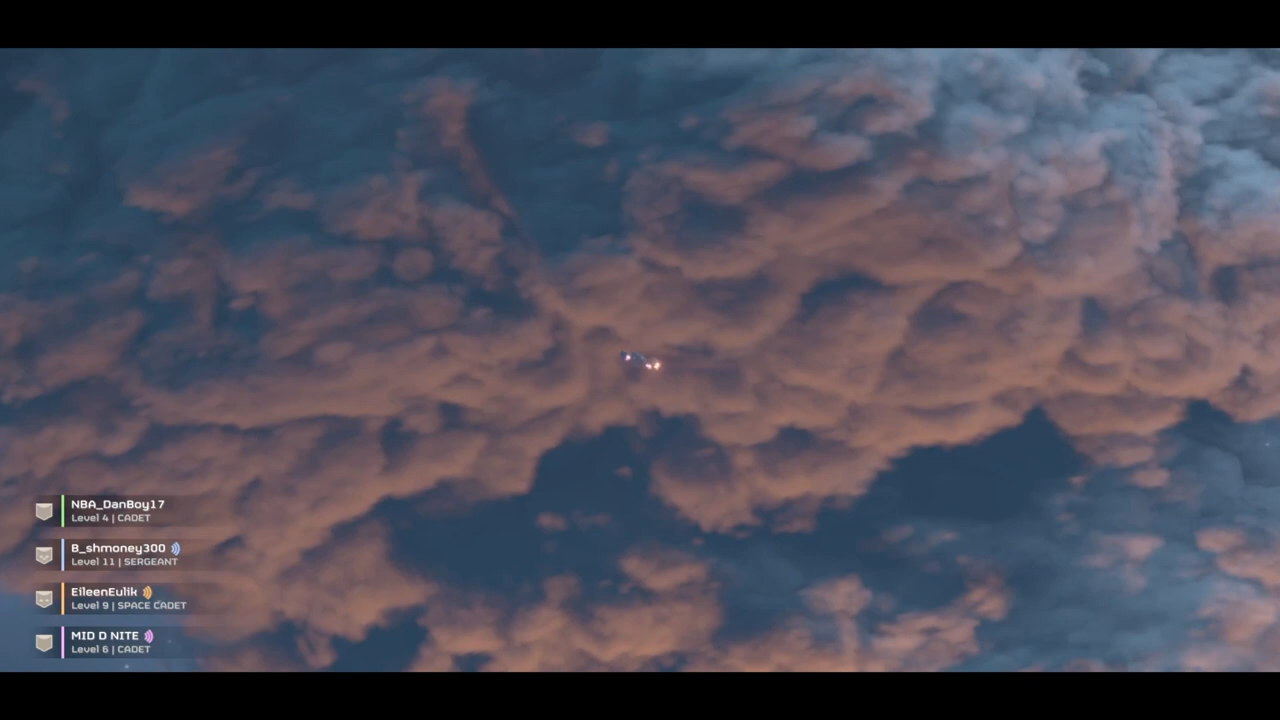 NBA_DanBoy17
Level 4 | CADET
B_shmoney300
Level 11 | SERGEANT
EileenEulik
Level 9 | SPACE CADET
MID D NITE
Level 6 | CADET